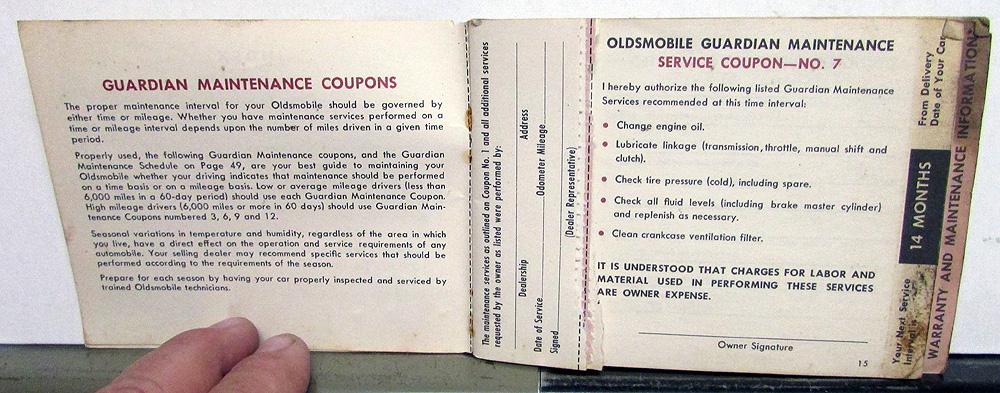 GUARDIAN MAINTENANCE COUPONS
The proper maintenance interval for your Oldsmobile should be governed by
either time or mileage. Whether you have maintenance services performed on a
time or mileage interval depends upon the number of miles driven in a given time
period.
Properly used, the following Guardian Maintenance coupons, and the Guardian
Maintenance Schedule on Page 49, are your best guide to maintaining your
Oldsmobile whether your driving indicates that maintenance should be performed
on a time basis or on a mileage basis. Low or average mileage drivers (less than
6,000 miles in a 60-day period) should use each Guardian Maintenance Coupon.
High mileage drivers (6,000 miles or more in 60 days) should use Guardian Main-
tenance Coupons numbered 3, 6, 9 and 12.
Seasonal variations in temperature and humidity, regardless of the area in which
you live, have a direct effect on the operation and service requirements of any
automobile. Your selling dealer may recommend specific services that should be
performed according to the requirements of the season.
Prepare for each season by having your car properly inspected and serviced by
trained Oldsmobile technicians.
The maintenance services as outlined on Coupon No. 1 and all additional services
requested by the owner as listed were performed by:
Dealership Address
Date of Service Odometer Mileage
Signed
(Dealer Representative)
OLDSMOBILE GUARDIAN MAINTENANCE
SERVICE COUPON—NO. 7
I hereby authorize the following listed Guardian Maintenance
Services recommended at this time interval:
• Change engine oil.
• Lubricate linkage (transmission, throttle, manual shift and
clutch).
• Check tire pressure (cold), including spare.
• Check all fluid levels (including brake master cylinder)
and replenish as necessary.
• Clean crankcase ventilation filter.
IT IS UNDERSTOOD THAT CHARGES FOR LABOR AND
MATERIAL USED IN PERFORMING THESE SERVICES
ARE OWNER EXPENSE.
Owner Signature
15
Your Next Service
Interval is
14 MONTHS
From Delivery
Date of Your Car
WARRANTY AND MAINTENANCE INFORMATION